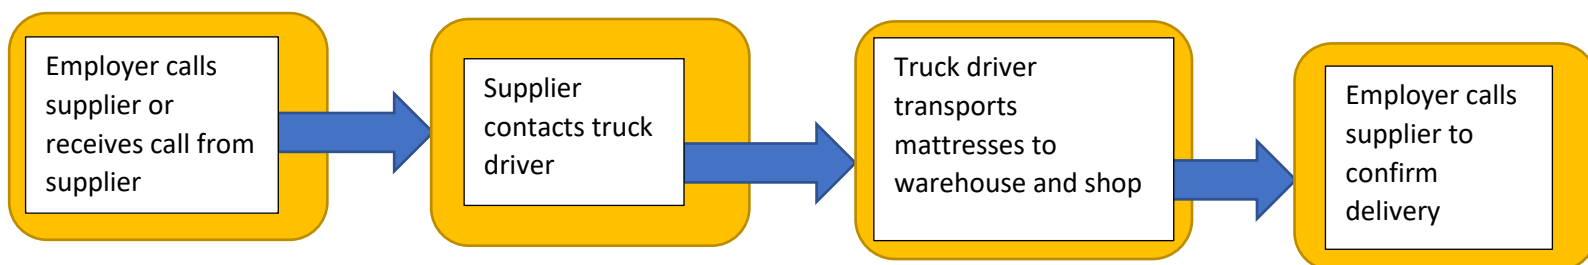 Employer calls
supplier or
receives call from
supplier
Supplier
contacts truck
driver
Truck driver
transports
mattresses to
warehouse and shop
Employer calls
supplier to
confirm
delivery